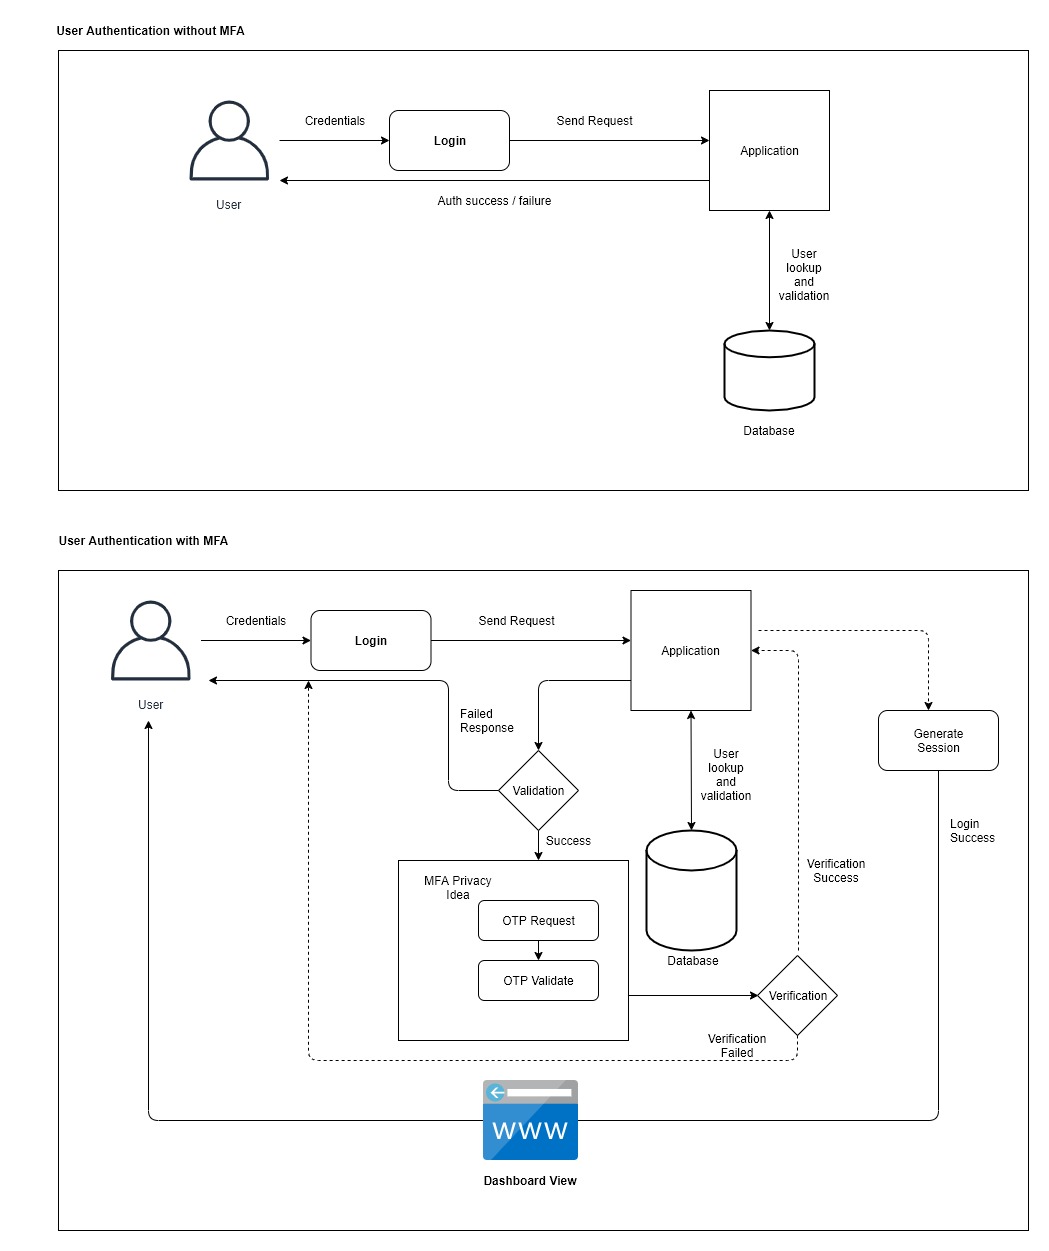 User Authentication without MFA
Credentials
Login
Send Request
Application
User
Auth success / failure
User
lookup
and
validation
Database
User Authentication with MFA
Credentials
Login
Send Request
Application
User
Failed
Response
Generate
Session
User
lookup
and
validation
Validation
Success
Login
Success
Verification
Success
MFA Privacy
Idea
OTP Request
OTP Validate
Database
Verification
Verification
Failed
WWW
Dashboard View